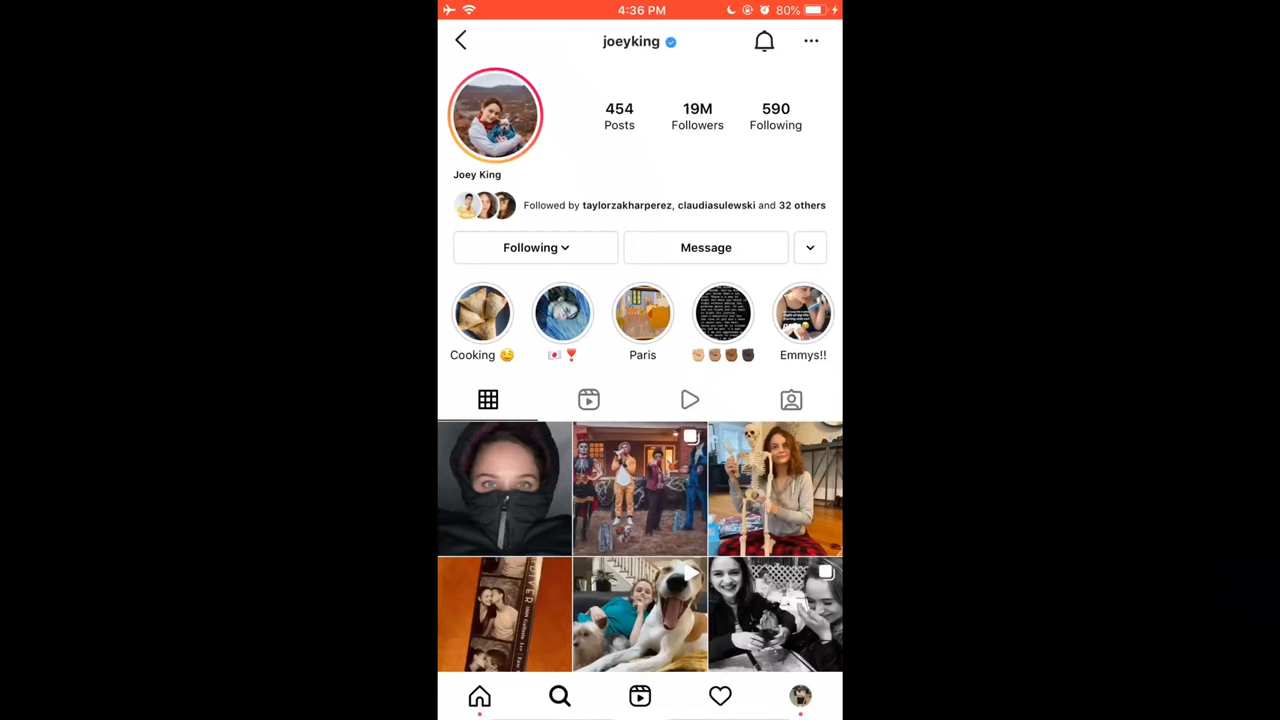 4:36 PM
80%
joeyking
454
Posts
19M
Followers
590
Following
Joey King
Followed by taylorzakharperez, claudiasulewski and 32 others
Following
Message
Cooking 🤤
🇯🇵❣️
Paris
✊🏼✊🏽✊🏾✊🏿
Emmys!!